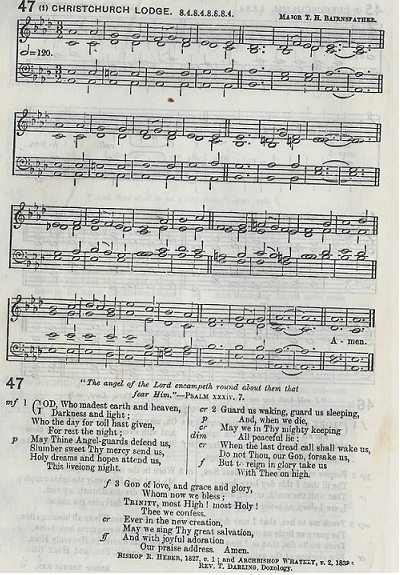 47 (1) CHRISTCHURCH LODGE. 8.4.8.4.8.8.8.4.
MAJOR T. H. BAIRNSFATHER.
=120.
A - men.
47
"The angel of the Lord encampeth round about them that
fear Him."—PSALM XXXIV. 7.
mf 1 GOD, Who madest earth and heaven,
Darkness and light;
Who the day for toil hast given,
For rest the night;
p May Thine Angel-guards defend us,
Slumber sweet Thy mercy send us,
Holy dreams and hopes attend us,
This livelong night.
cr 2 Guard us waking, guard us sleeping,
p And, when we die,
cr May we in Thy mighty keeping
dim All peaceful lie:
cr When the last dread call shall wake us,
Do not Thou, our God, forsake us,
f But to reign in glory take us
With Thee on high.
f 3 God of love, and grace and glory,
Whom now we bless;
TRINITY, most High! most Holy!
Thee we confess.
cr Ever in the new creation,
May we sing Thy great salvation,
ff And with joyful adoration
Our praise address. Amen.
BISHOP R. HEBER, 1827, v. 1; and ARCHBISHOP WHATELY, v. 2, 1838.
REV. T. DARLING, Doxology.